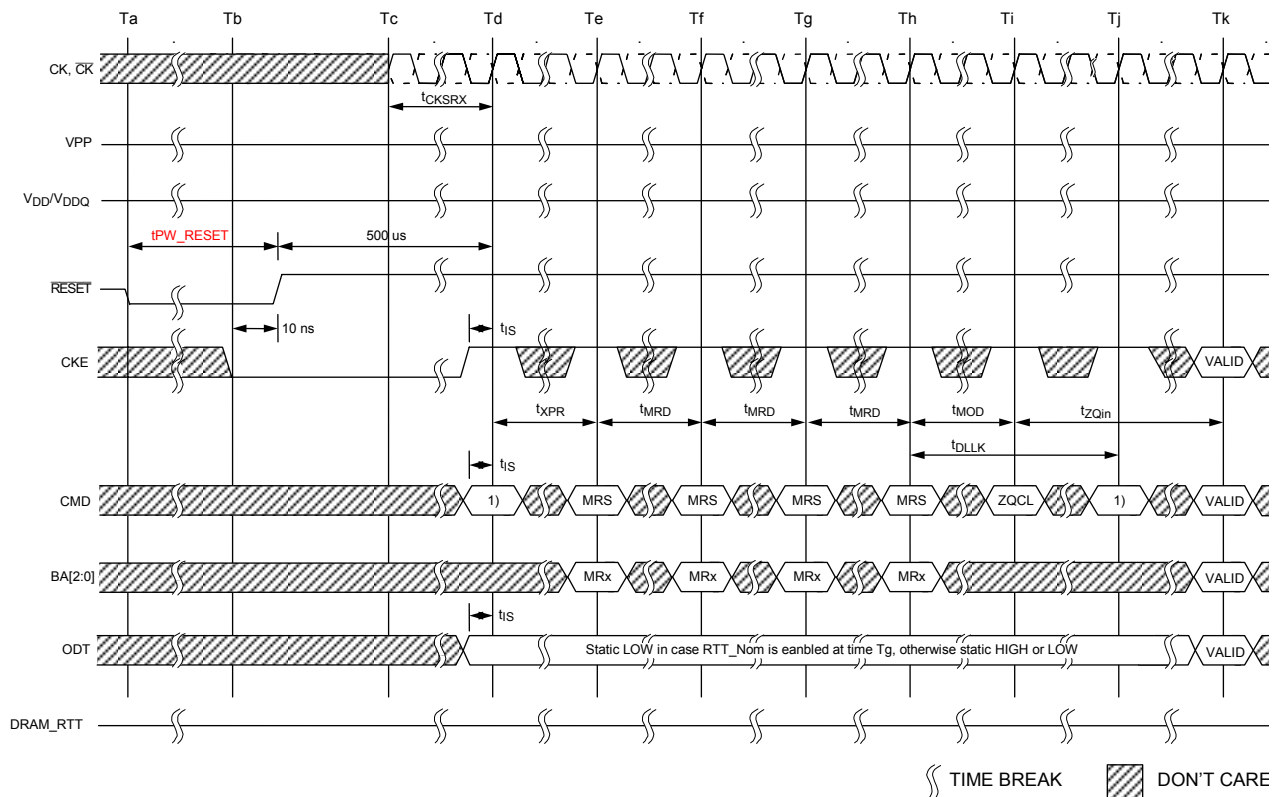 Ta Tb Tc Td Te Tf Tg Th Ti Tj Tk
CK, CK
tCKSRX
VPP
VDD/VDDQ
tPW_RESET 500 us
RESET
10 ns tIS
CKE VALID
tXPR tMRD tMRD tMRD tMOD tZQin
tDLLK
tIS
CMD 1) MRS MRS MRS MRS ZQCL 1) VALID
BA[2:0] MRx MRx MRx MRx VALID
tIS
ODT Static LOW in case RTT_Nom is eanbled at time Tg, otherwise static HIGH or LOW VALID
DRAM_RTT
TIME BREAK DON'T CARE